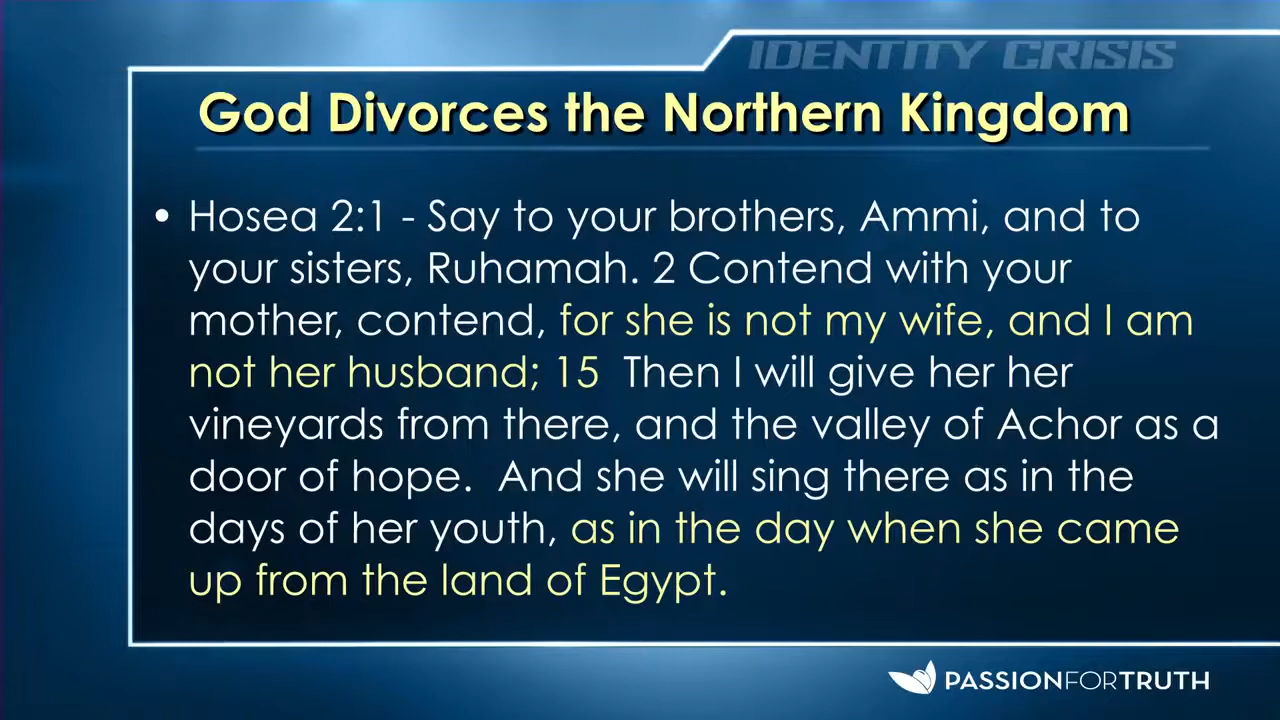 IDENTITY CRISIS
God Divorces the Northern Kingdom
• Hosea 2:1 - Say to your brothers, Ammi, and to
your sisters, Ruhamah. 2 Contend with your
mother, contend, for she is not my wife, and I am
not her husband; 15 Then I will give her her
vineyards from there, and the valley of Achor as a
door of hope. And she will sing there as in the
days of her youth, as in the day when she came
up from the land of Egypt.
PASSIONFORTRUTH